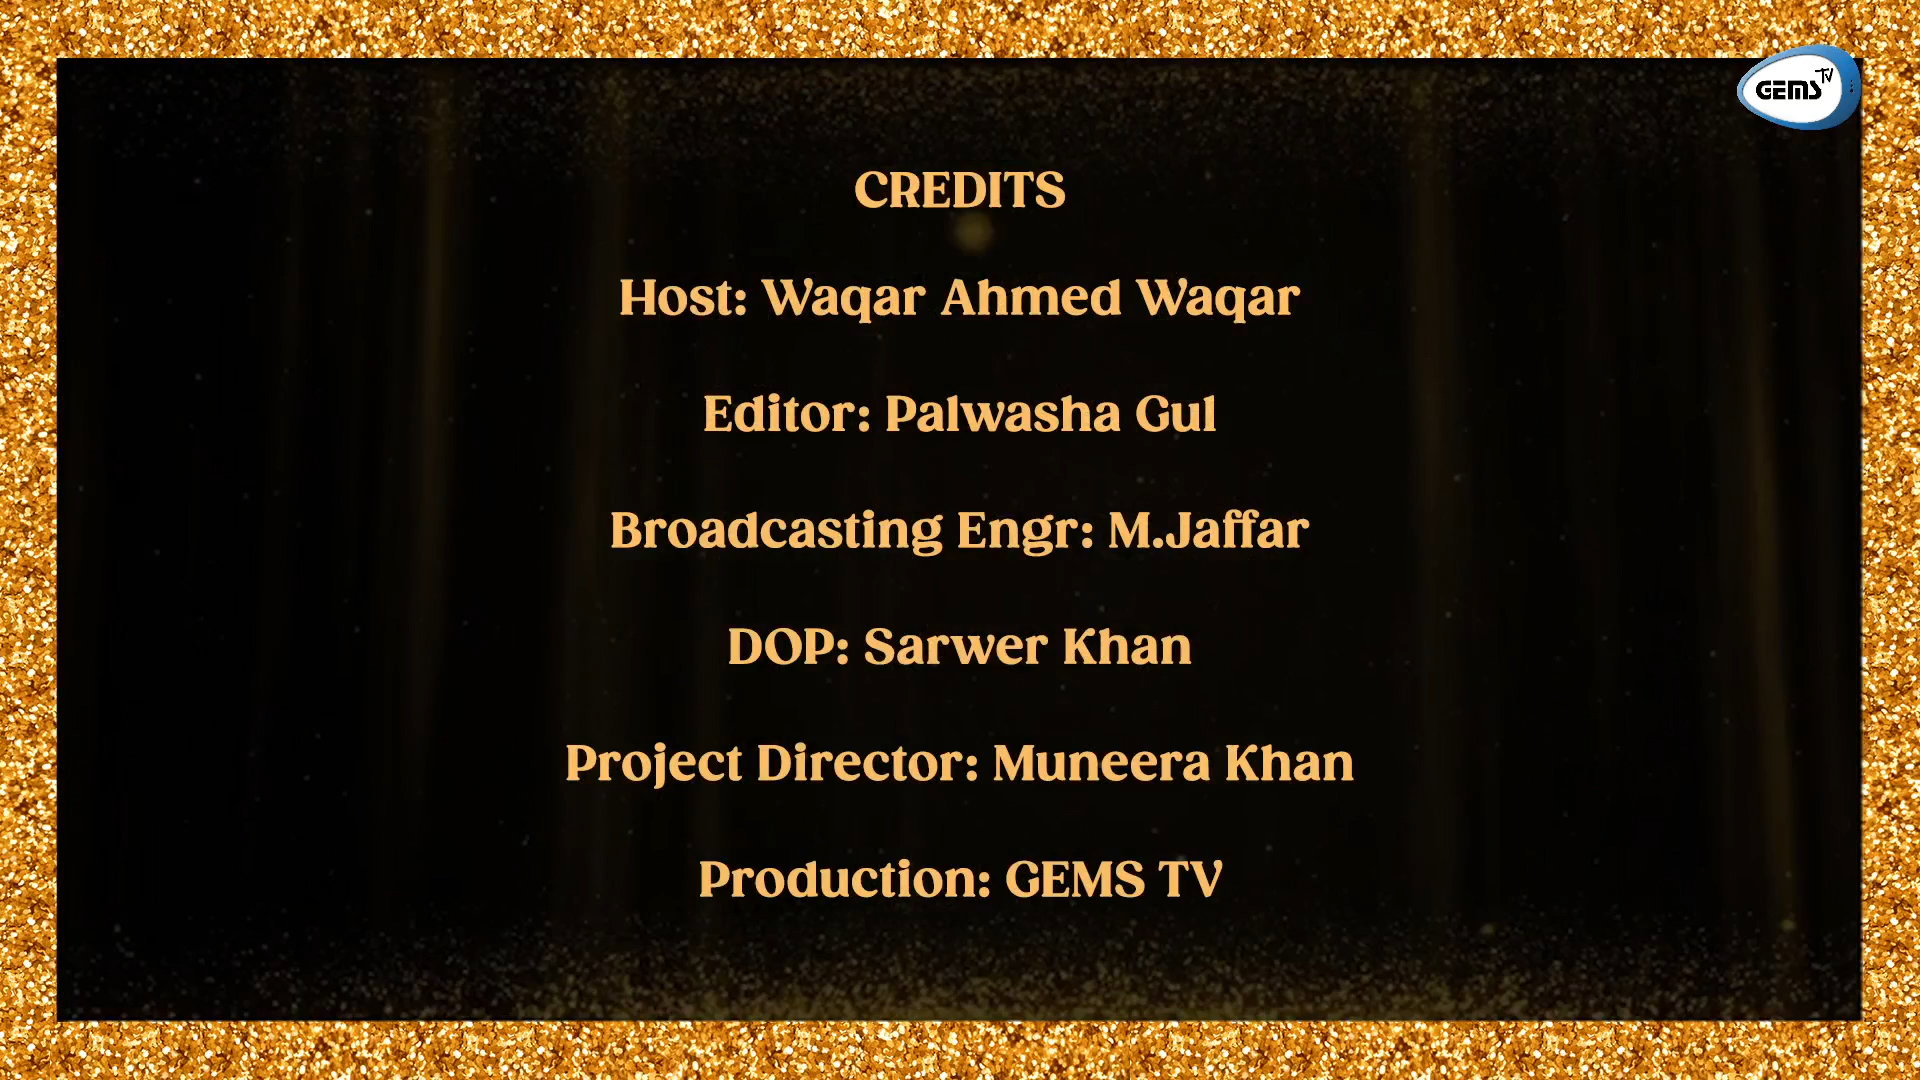 GEMS TV
CREDITS
Host: Waqar Ahmed Waqar
Editor: Palwasha Gul
Broadcasting Engr: M.Jaffar
DOP: Sarwer Khan
Project Director: Muneera Khan
Production: GEMS TV